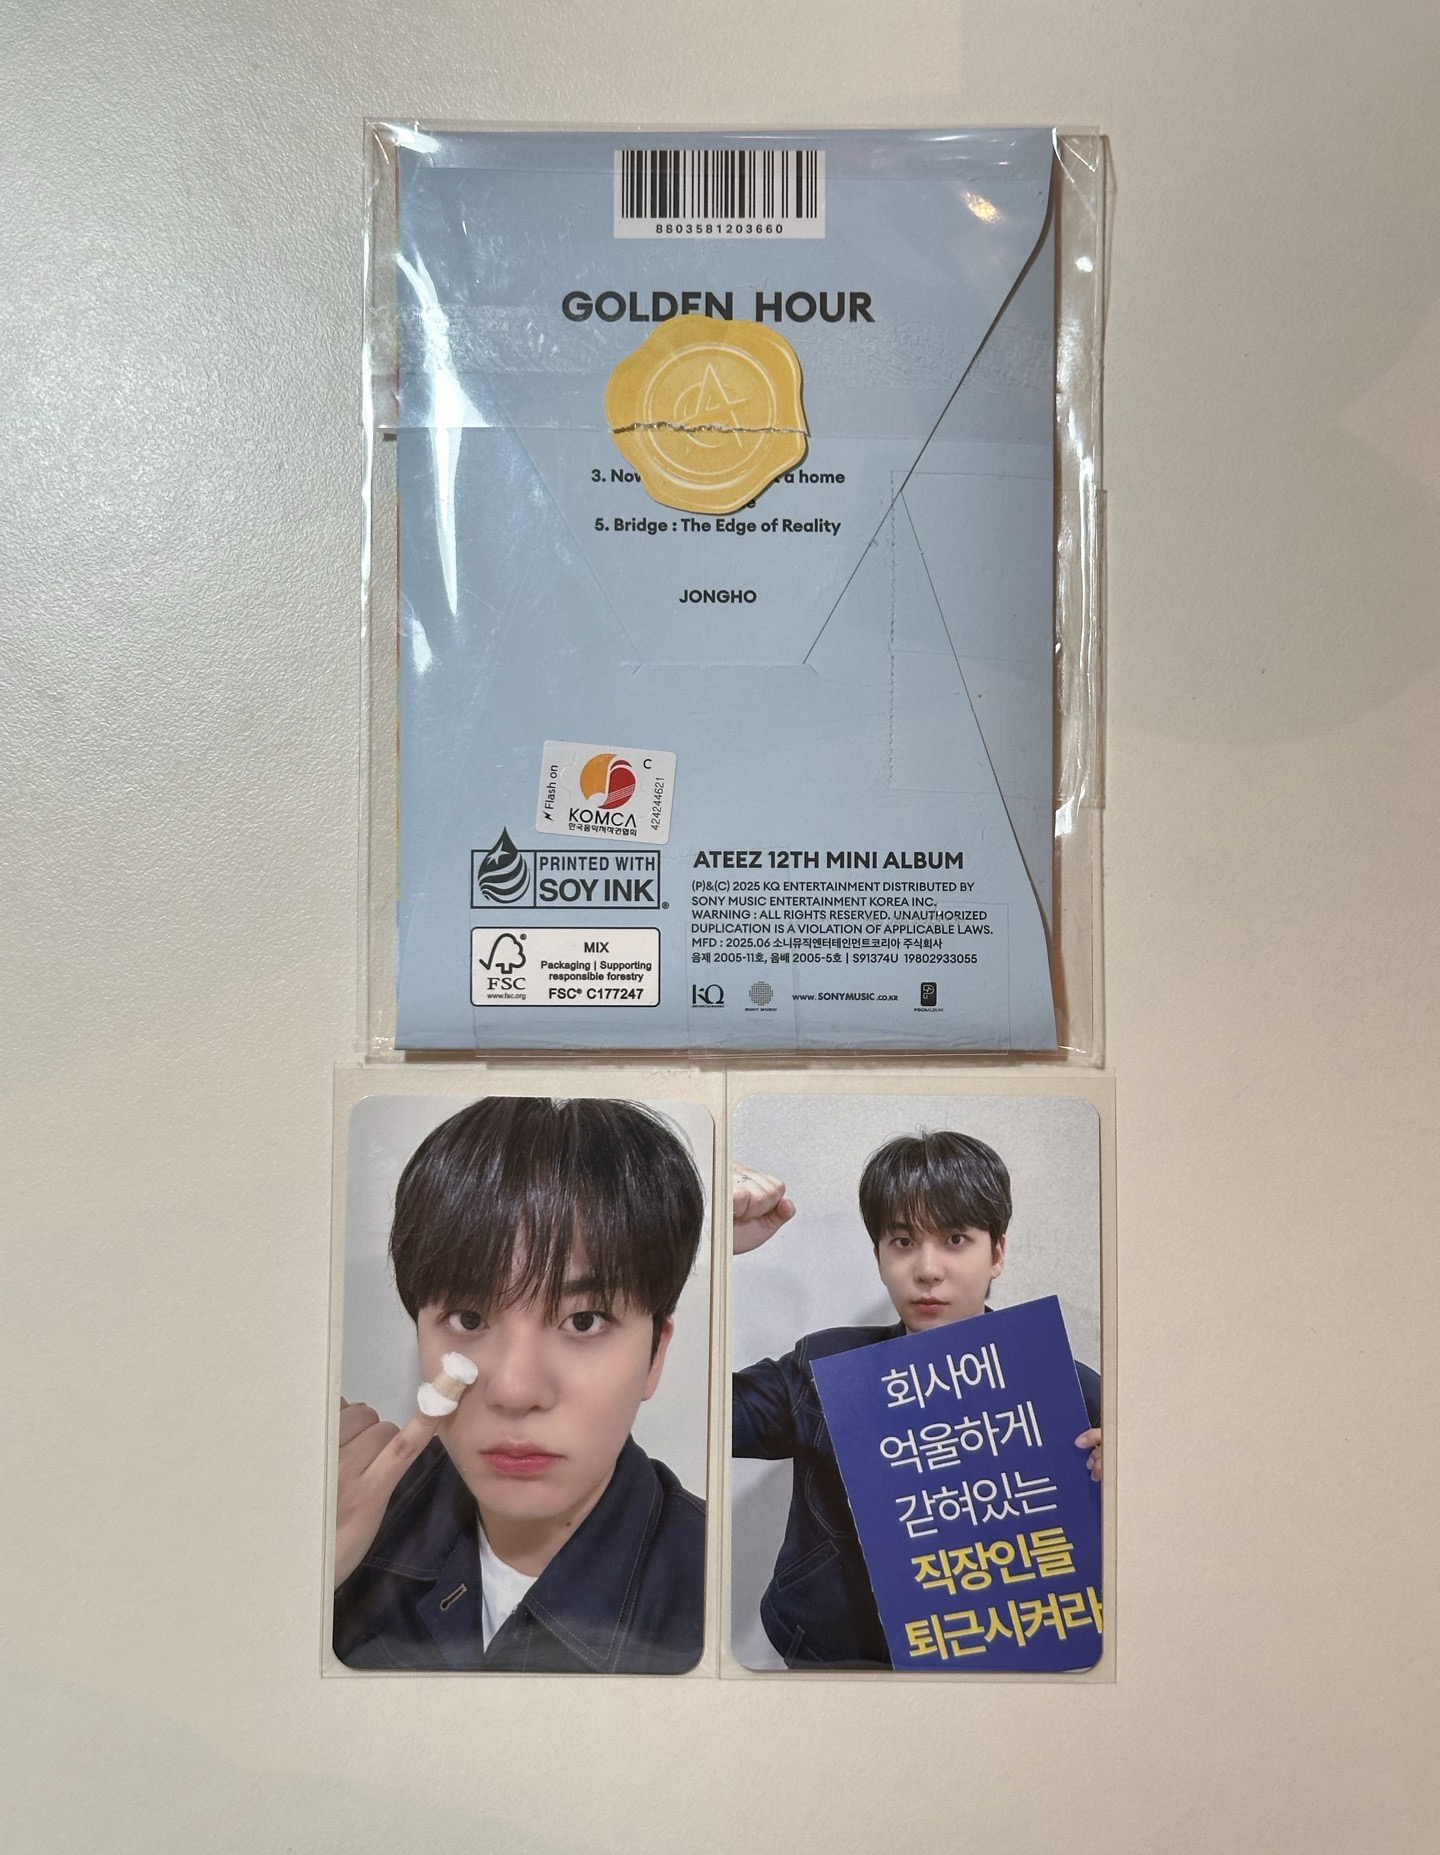 8803581203660
GOLDEN HOUR
3. Now a home
5. Bridge : The Edge of Reality
JONGHO
Flash on
C
KOMCA
한국음악저작권협회
424244621
PRINTED WITH
SOY INK
®
ATEEZ 12TH MINI ALBUM
(P)&(C) 2025 KQ ENTERTAINMENT DISTRIBUTED BY
SONY MUSIC ENTERTAINMENT KOREA INC.
WARNING : ALL RIGHTS RESERVED. UNAUTHORIZED
DUPLICATION IS A VIOLATION OF APPLICABLE LAWS.
MFD : 2025.06 소니뮤직엔터테인먼트코리아 주식회사
음제 2005-11호, 음배 2005-5호 | S91374U 19802933055
FSC
www.fsc.org
MIX
Packaging | Supporting
responsible forestry
FSC® C177247
KQ
SONY MUSIC
www.SONYMUSIC.co.KR
회사에
억울하게
갇혀있는
직장인들
퇴근시켜라